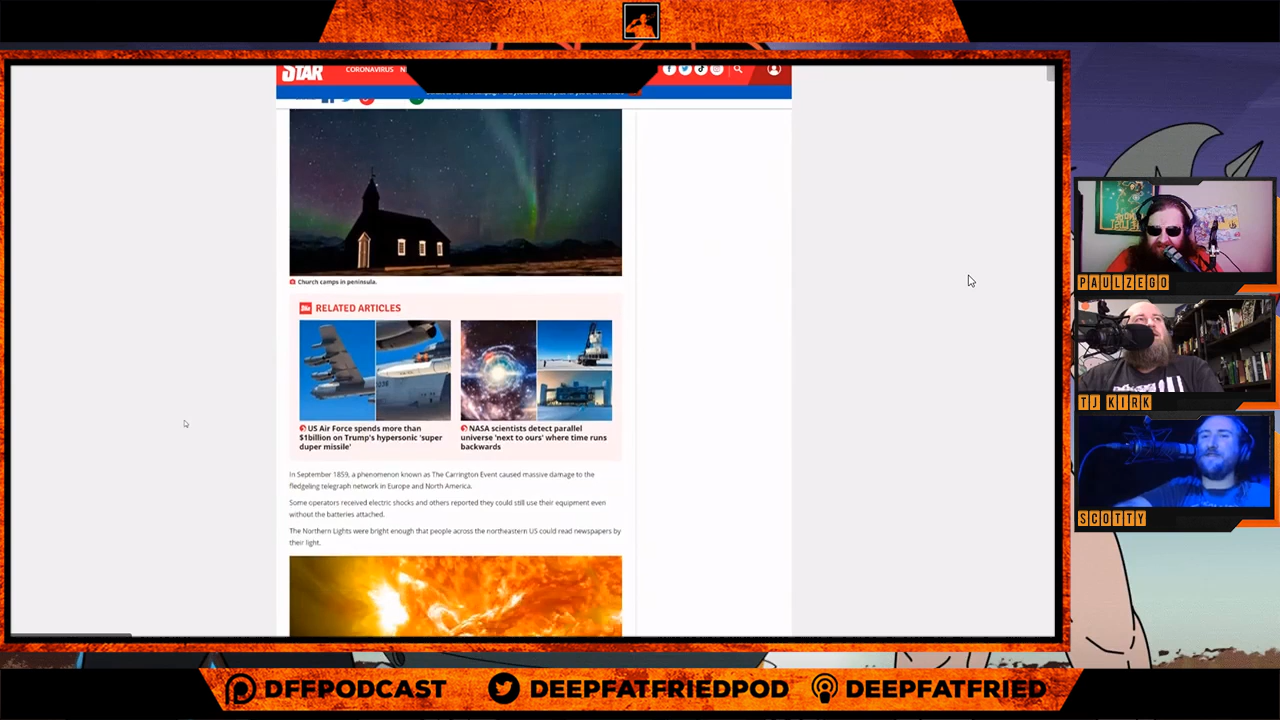 STAR
CORONAVIRUS N
Church camps in peninsula.
RELATED ARTICLES
US Air Force spends more than
$1billion on Trump's hypersonic 'super
duper missile'
NASA scientists detect parallel
universe 'next to ours' where time runs
backwards
In September 1859, a phenomenon known as The Carrington Event caused massive damage to the
fledgeling telegraph network in Europe and North America.
Some operators received electric shocks and others reported they could still use their equipment even
without the batteries attached.
The Northern Lights were bright enough that people across the northeastern US could read newspapers by
their light.
PAULZEGO
TJ KIRK
SCOTTY
DFFPODCAST
DEEPFATFRIEDPOD
DEEPFATFRIED